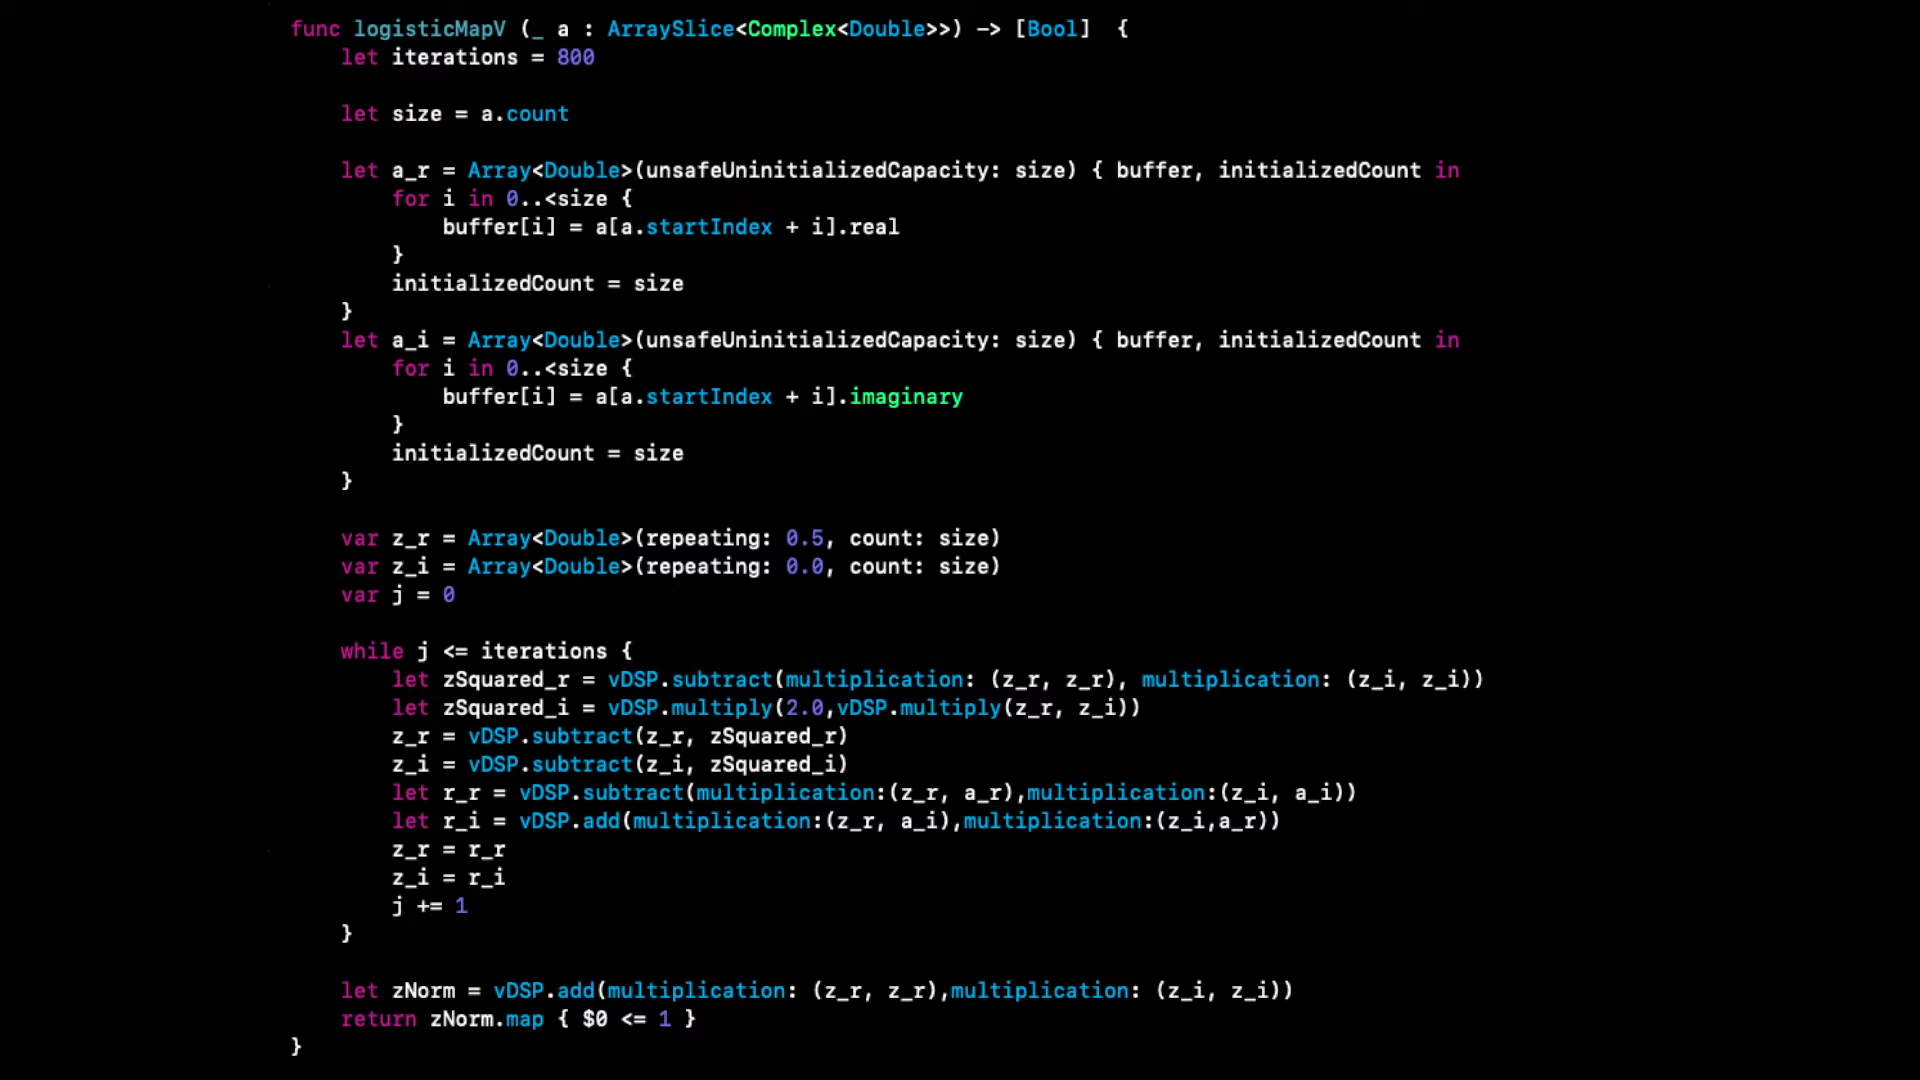 func logisticMapV (_ a : ArraySlice<Complex<Double>>) -> [Bool]  {
    let iterations = 800
    let size = a.count
    let a_r = Array<Double>(unsafeUninitializedCapacity: size) { buffer, initializedCount in
        for i in 0..<size {
            buffer[i] = a[a.startIndex + i].real
        }
        initializedCount = size
    }
    let a_i = Array<Double>(unsafeUninitializedCapacity: size) { buffer, initializedCount in
        for i in 0..<size {
            buffer[i] = a[a.startIndex + i].imaginary
        }
        initializedCount = size
    }
    var z_r = Array<Double>(repeating: 0.5, count: size)
    var z_i = Array<Double>(repeating: 0.0, count: size)
    var j = 0
    while j <= iterations {
        let zSquared_r = vDSP.subtract(multiplication: (z_r, z_r), multiplication: (z_i, z_i))
        let zSquared_i = vDSP.multiply(2.0,vDSP.multiply(z_r, z_i))
        z_r = vDSP.subtract(z_r, zSquared_r)
        z_i = vDSP.subtract(z_i, zSquared_i)
        let r_r = vDSP.subtract(multiplication:(z_r, a_r),multiplication:(z_i, a_i))
        let r_i = vDSP.add(multiplication:(z_r, a_i),multiplication:(z_i,a_r))
        z_r = r_r
        z_i = r_i
        j += 1
    }
    let zNorm = vDSP.add(multiplication: (z_r, z_r),multiplication: (z_i, z_i))
    return zNorm.map { $0 <= 1 }
}